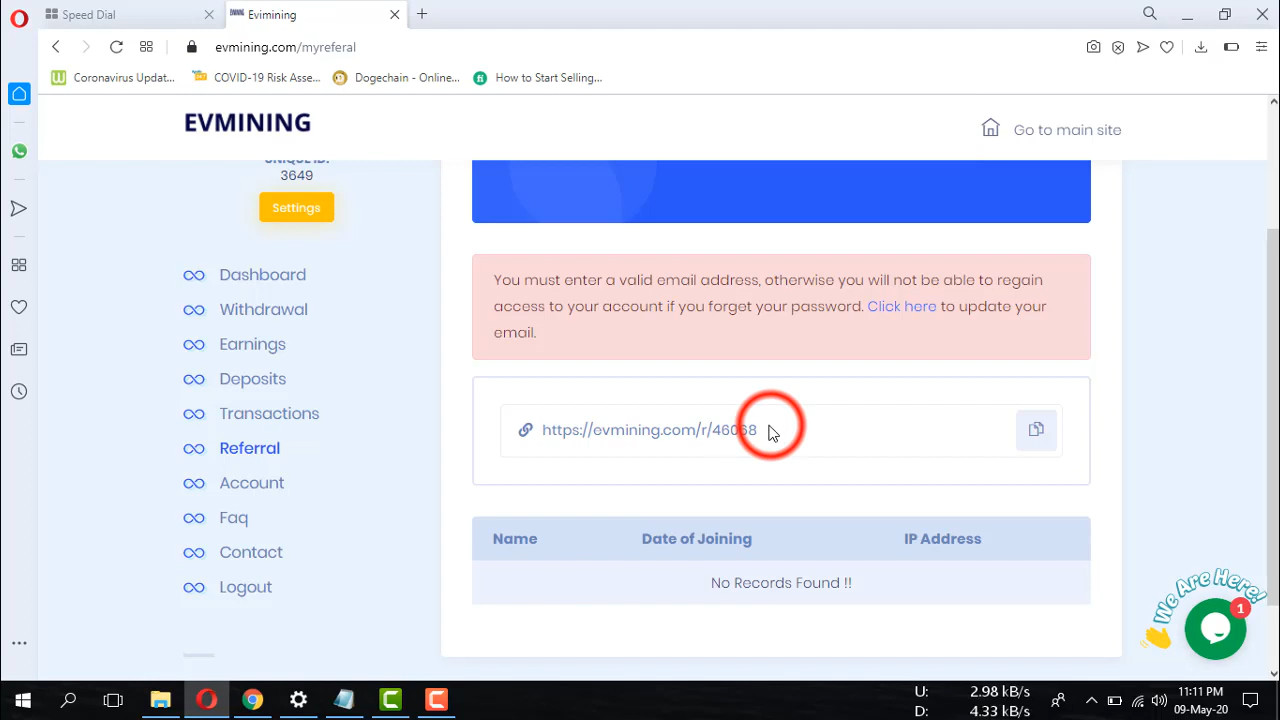 Speed Dial
Evimining
evmining.com/myreferal
Coronavirus Updat...
COVID-19 Risk Asse...
Dogechain - Online...
How to Start Selling...
EVMINING
Go to main site
UNIQUE ID:
3649
Settings
Dashboard
Withdrawal
Earnings
Deposits
Transactions
Referral
Account
Faq
Contact
Logout
You must enter a valid email address, otherwise you will not be able to regain
access to your account if you forget your password. Click here to update your
email.
https://evmining.com/r/46068
Name Date of Joining IP Address
No Records Found !!
We Are Here!
1
U: 2.98 kB/s
D: 4.33 kB/s
11:11 PM
09-May-20